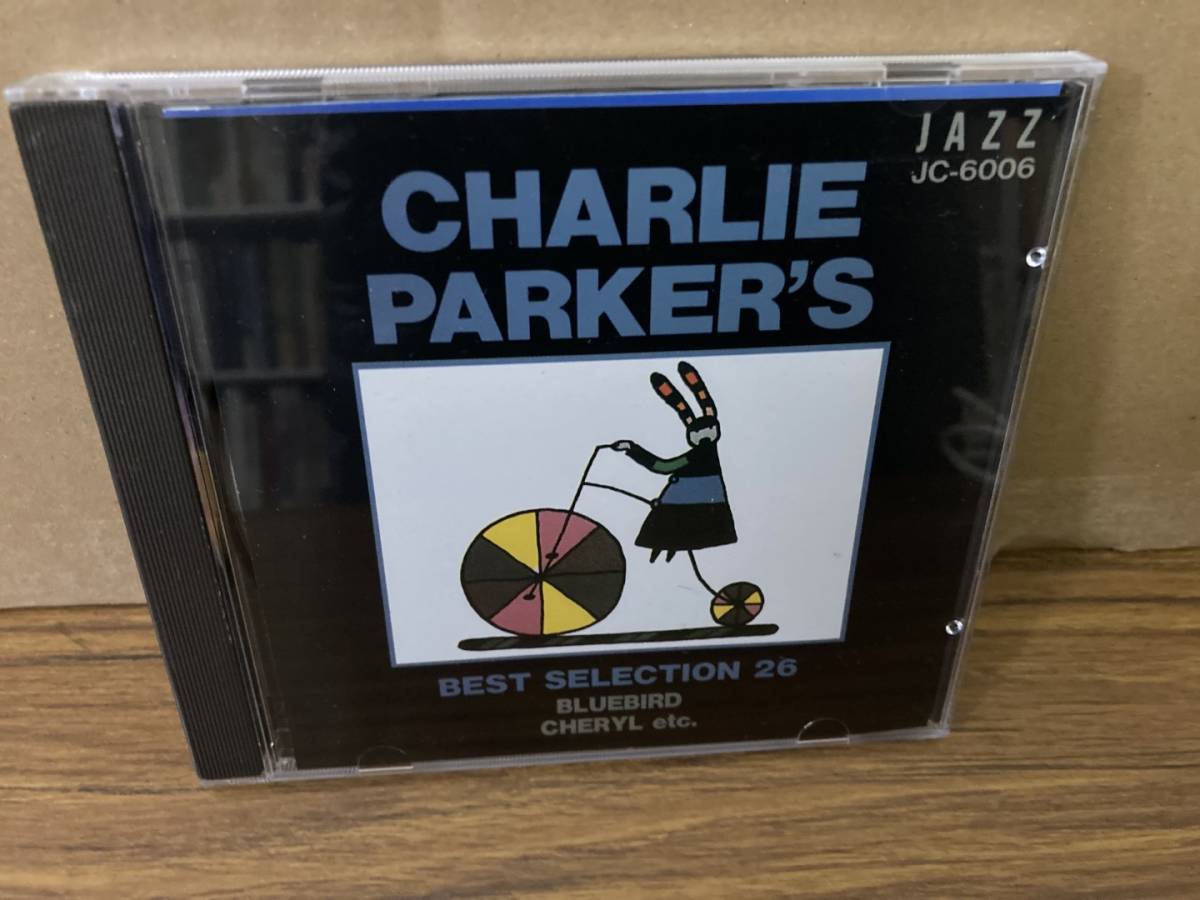 JAZZ
JC-6006
CHARLIE
PARKER'S
BEST SELECTION 26
BLUEBIRD
CHERYL etc.